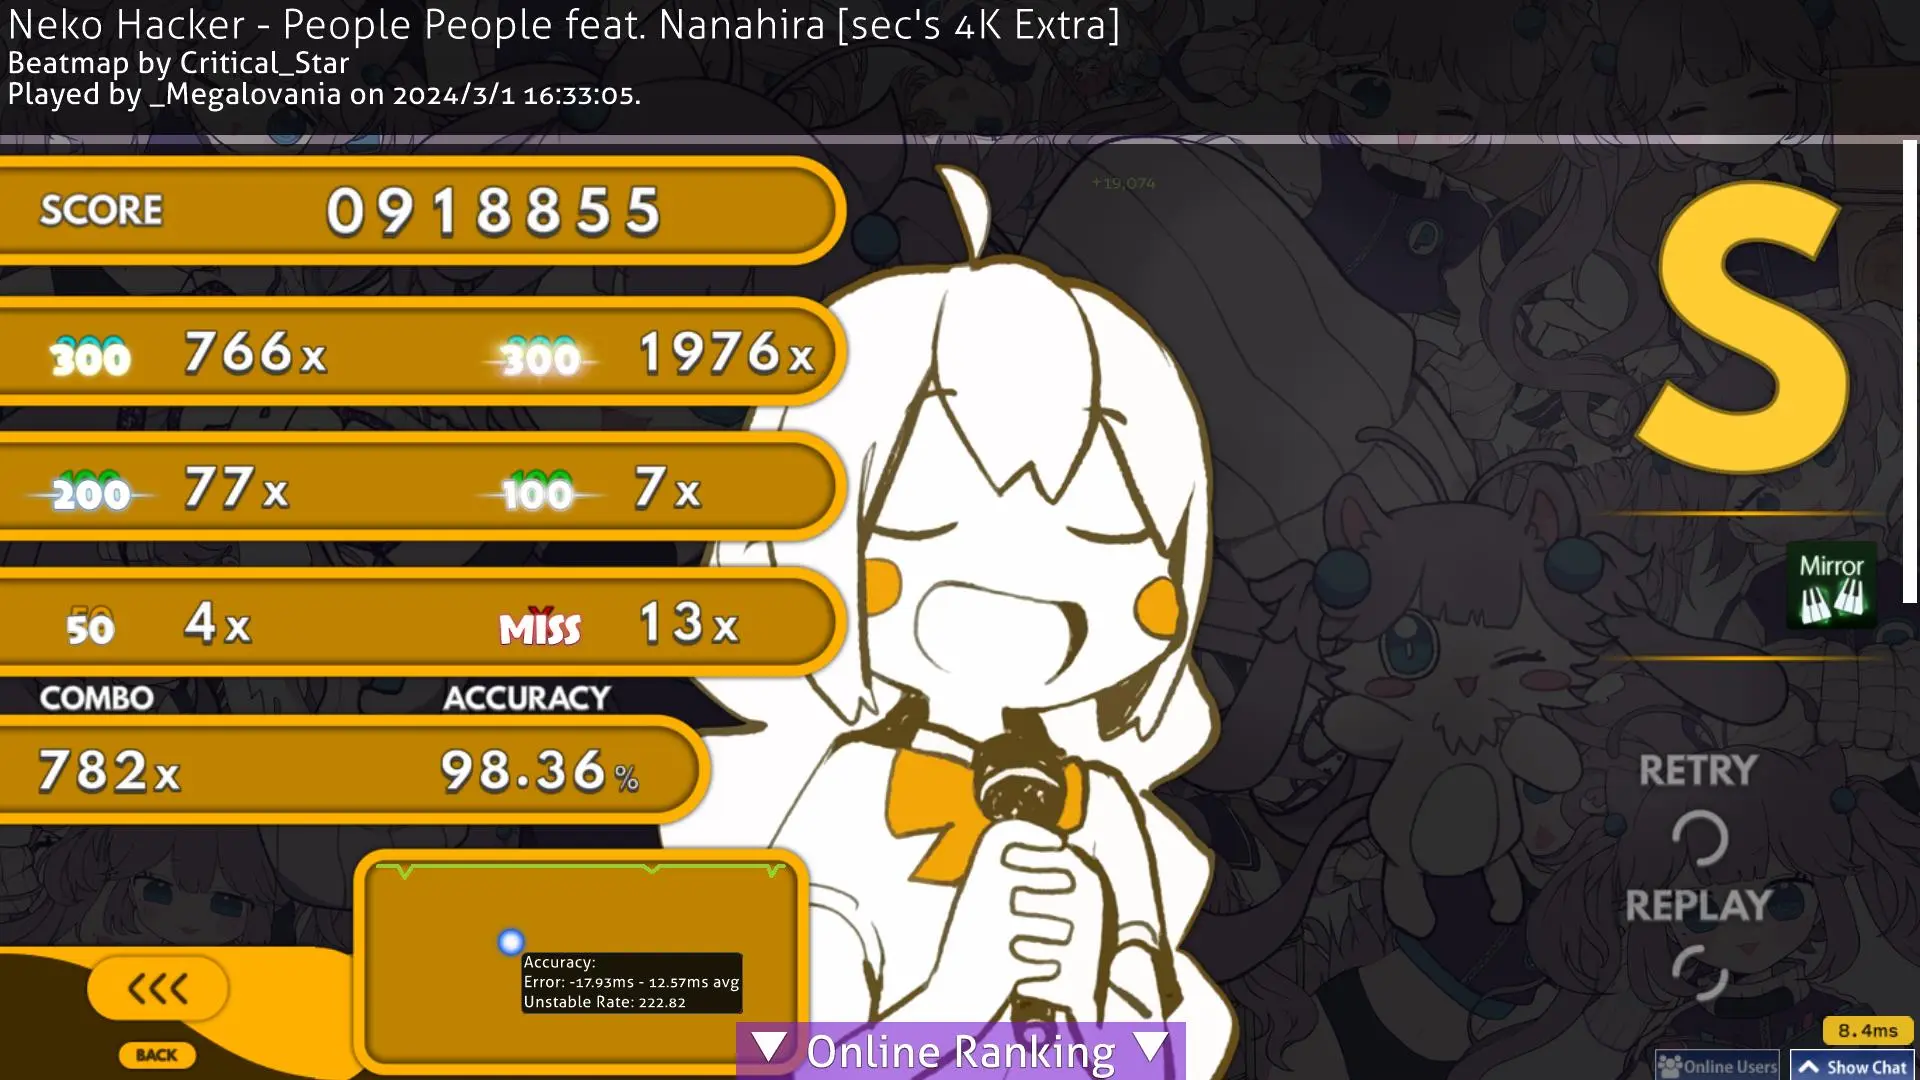 Neko Hacker - People People feat. Nanahira [sec's 4K Extra]
Beatmap by Critical_Star
Played by _Megalovania on 2024/3/1 16:33:05.
SCORE 0918855
+19,074
300 766x 300 1976x
200 77x 100 7x
50 4x MISS 13x
COMBO ACCURACY
782x 98.36%
S
Mirror
RETRY
REPLAY
Accuracy:
Error: -17.93ms - 12.57ms avg
Unstable Rate: 222.82
BACK
▼ Online Ranking ▼
8.4ms
Online Users
Show Chat